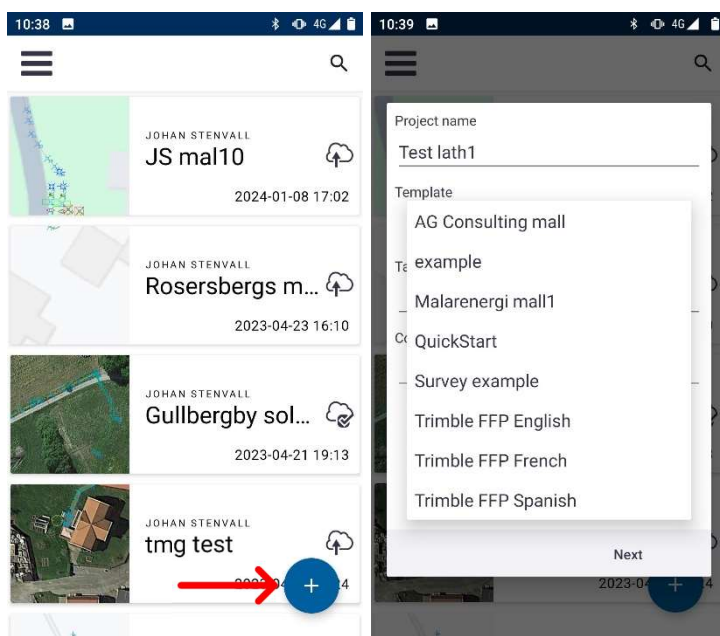 10:38
4G
JOHAN STENVALL
JS mal10
2024-01-08 17:02
JOHAN STENVALL
Rosersbergs m...
2023-04-23 16:10
JOHAN STENVALL
Gullbergby sol...
2023-04-21 19:13
JOHAN STENVALL
tmg test
+
10:39
4G
Project name
Test lath1
Template
AG Consulting mall
example
Malarenergi mall1
QuickStart
Survey example
Trimble FFP English
Trimble FFP French
Trimble FFP Spanish
Next
+